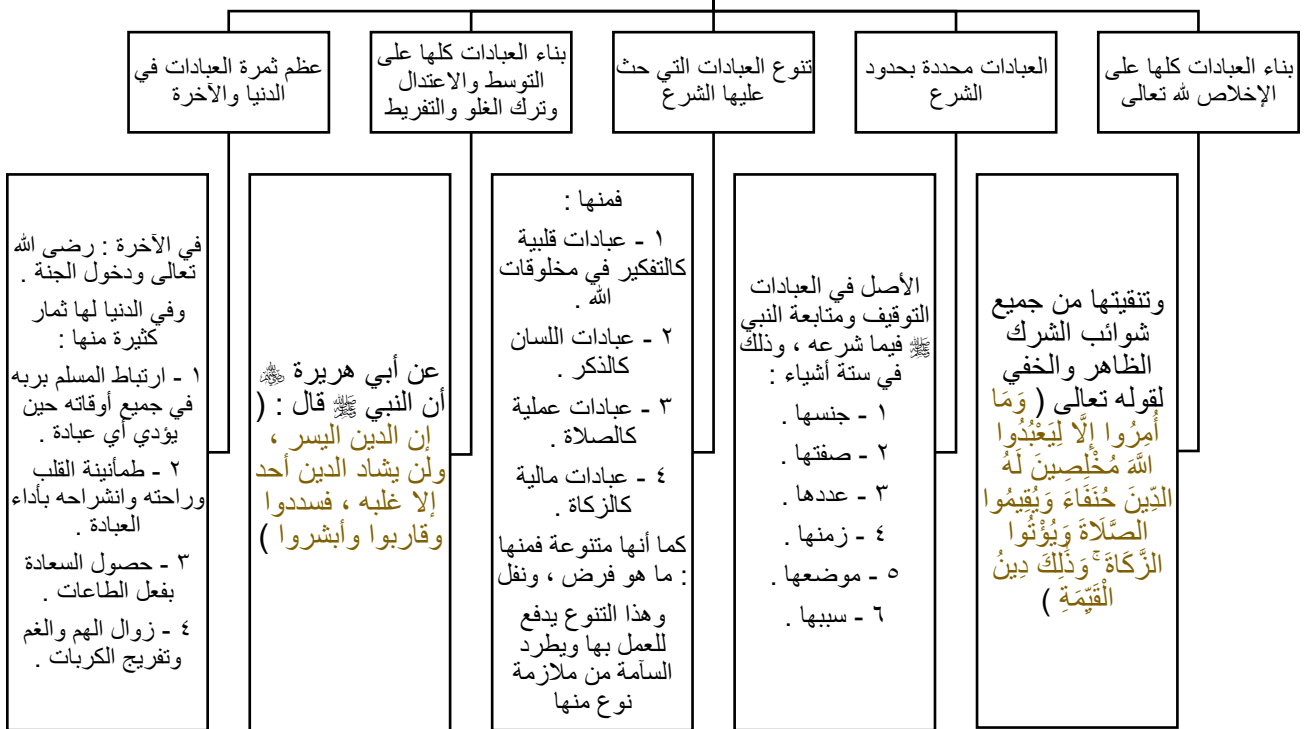 بناء العبادات كلها على
الإخلاص لله تعالى
العبادات محددة بحدود
الشرع
تنوع العبادات التي حث
عليها الشرع
بناء العبادات كلها على
التوسط والاعتدال
وترك الغلو والتفريط
عظم ثمرة العبادات في
الدنيا والآخرة
وتنقيتها من جميع
شوائب الشرك
الظاهر والخفي
لقوله تعالى ( وَمَا
أُمِرُوا إِلَّا لِيَعْبُدُوا
اللَّهَ مُخْلِصِينَ لَهُ
الدِّينَ حُنَفَاءَ وَيُقِيمُوا
الصَّلَاةَ وَيُؤْتُوا
الزَّكَاةَ ۚ وَذَٰلِكَ دِينُ
الْقَيِّمَةِ )
الأصل في العبادات
التوقيف ومتابعة النبي
ﷺ فيما شرعه ، وذلك
في ستة أشياء :
١ - جنسها .
٢ - صفتها .
٣ - عددها .
٤ - زمنها .
٥ - موضعها .
٦ - سببها .
فمنها :
١ - عبادات قلبية
كالتفكير في مخلوقات
الله .
٢ - عبادات اللسان
كالذكر .
٣ - عبادات عملية
كالصلاة .
٤ - عبادات مالية
كالزكاة .
كما أنها متنوعة فمنها
: ما هو فرض ، ونفل
وهذا التنوع يدفع
للعمل بها ويطرد
السآمة من ملازمة
نوع منها
عن أبي هريرة ﵁
أن النبي ﷺ قال : (
إن الدين اليسر ،
ولن يشاد الدين أحد
إلا غلبه ، فسددوا
وقاربوا وأبشروا )
في الآخرة : رضى الله
تعالى ودخول الجنة .
وفي الدنيا لها ثمار
كثيرة منها :
١ - ارتباط المسلم بربه
في جميع أوقاته حين
يؤدي أي عبادة .
٢ - طمأنينة القلب
وراحته وانشراحه بأداء
العبادة .
٣ - حصول السعادة
بفعل الطاعات .
٤ - زوال الهم والغم
وتفريج الكربات .